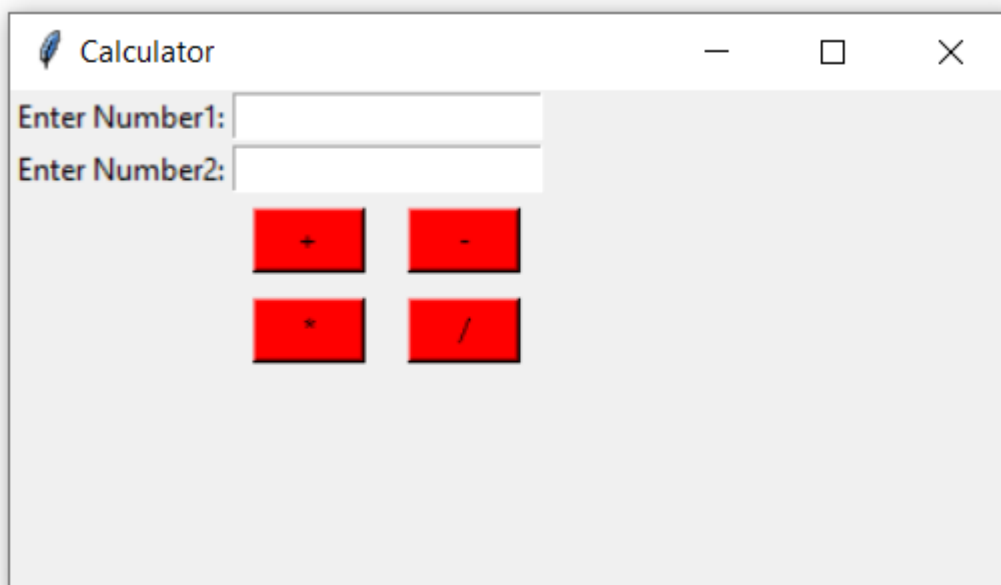 Calculator
Enter Number1:
Enter Number2:
+ -
* /